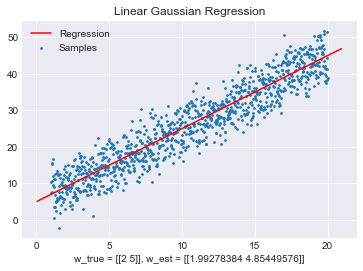 Linear Gaussian Regression
Regression
Samples
50
40
30
20
10
0
0
5
10
15
20
w_true = [[2 5]], w_est = [[1.99278384 4.85449576]]